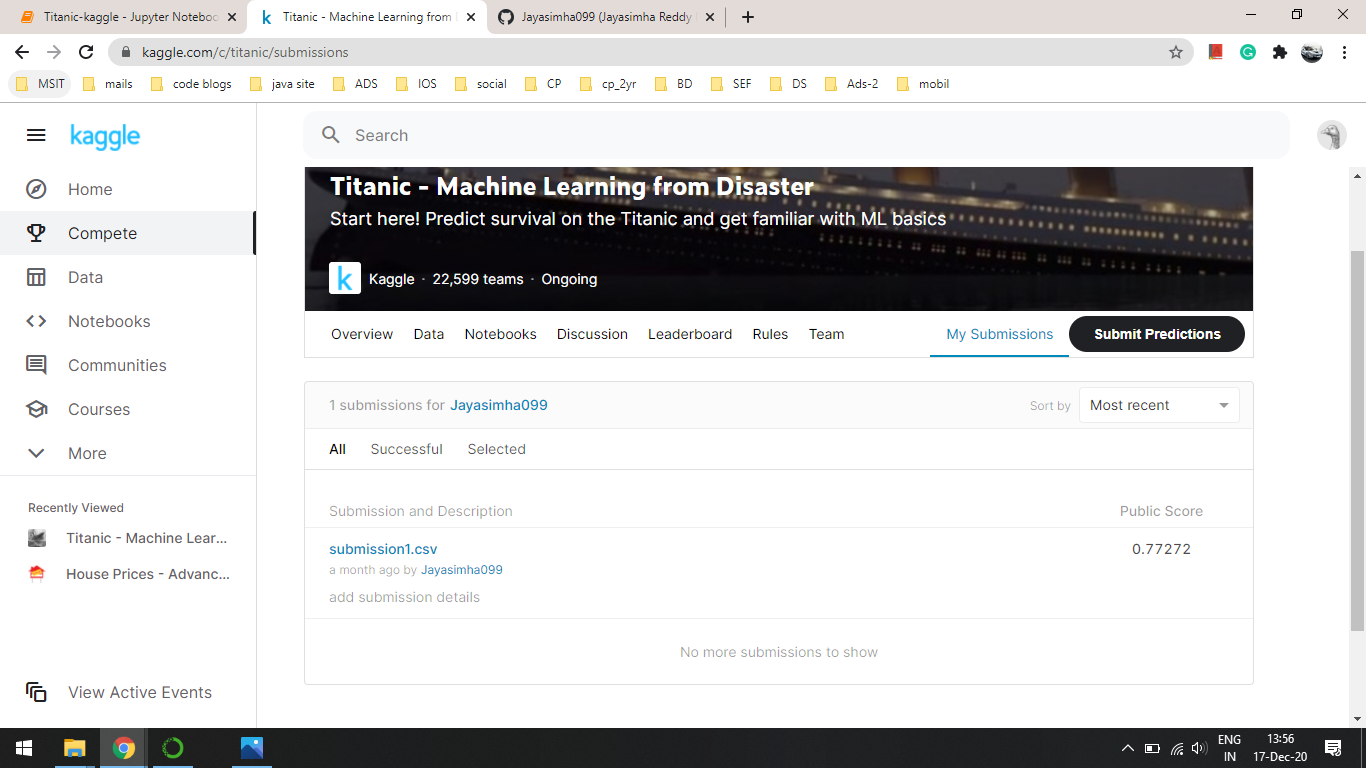 Titanic-kaggle - Jupyter Noteboo
Titanic - Machine Learning from D
Jayasimha099 (Jayasimha Reddy
kaggle.com/c/titanic/submissions
MSIT mails code blogs java site ADS IOS social CP cp_2yr BD SEF DS Ads-2 mobil
kaggle
Search
Home
Compete
Data
Notebooks
Communities
Courses
More
Recently Viewed
Titanic - Machine Lear...
House Prices - Advanc...
View Active Events
Titanic - Machine Learning from Disaster
Start here! Predict survival on the Titanic and get familiar with ML basics
k Kaggle · 22,599 teams · Ongoing
Overview Data Notebooks Discussion Leaderboard Rules Team My Submissions Submit Predictions
1 submissions for Jayasimha099 Sort by Most recent
All Successful Selected
Submission and Description Public Score
submission1.csv 0.77272
a month ago by Jayasimha099
add submission details
No more submissions to show
ENG 13:56
IN 17-Dec-20